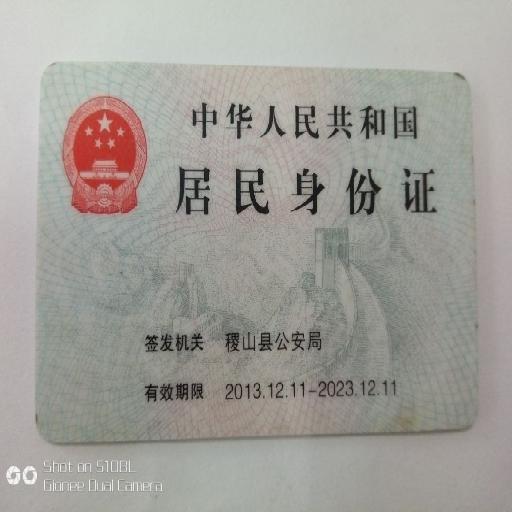 中华人民共和国
居民身份证
签发机关 稷山县公安局
有效期限 2013.12.11-2023.12.11
Shot on S10BL
Gionee Dual Camera